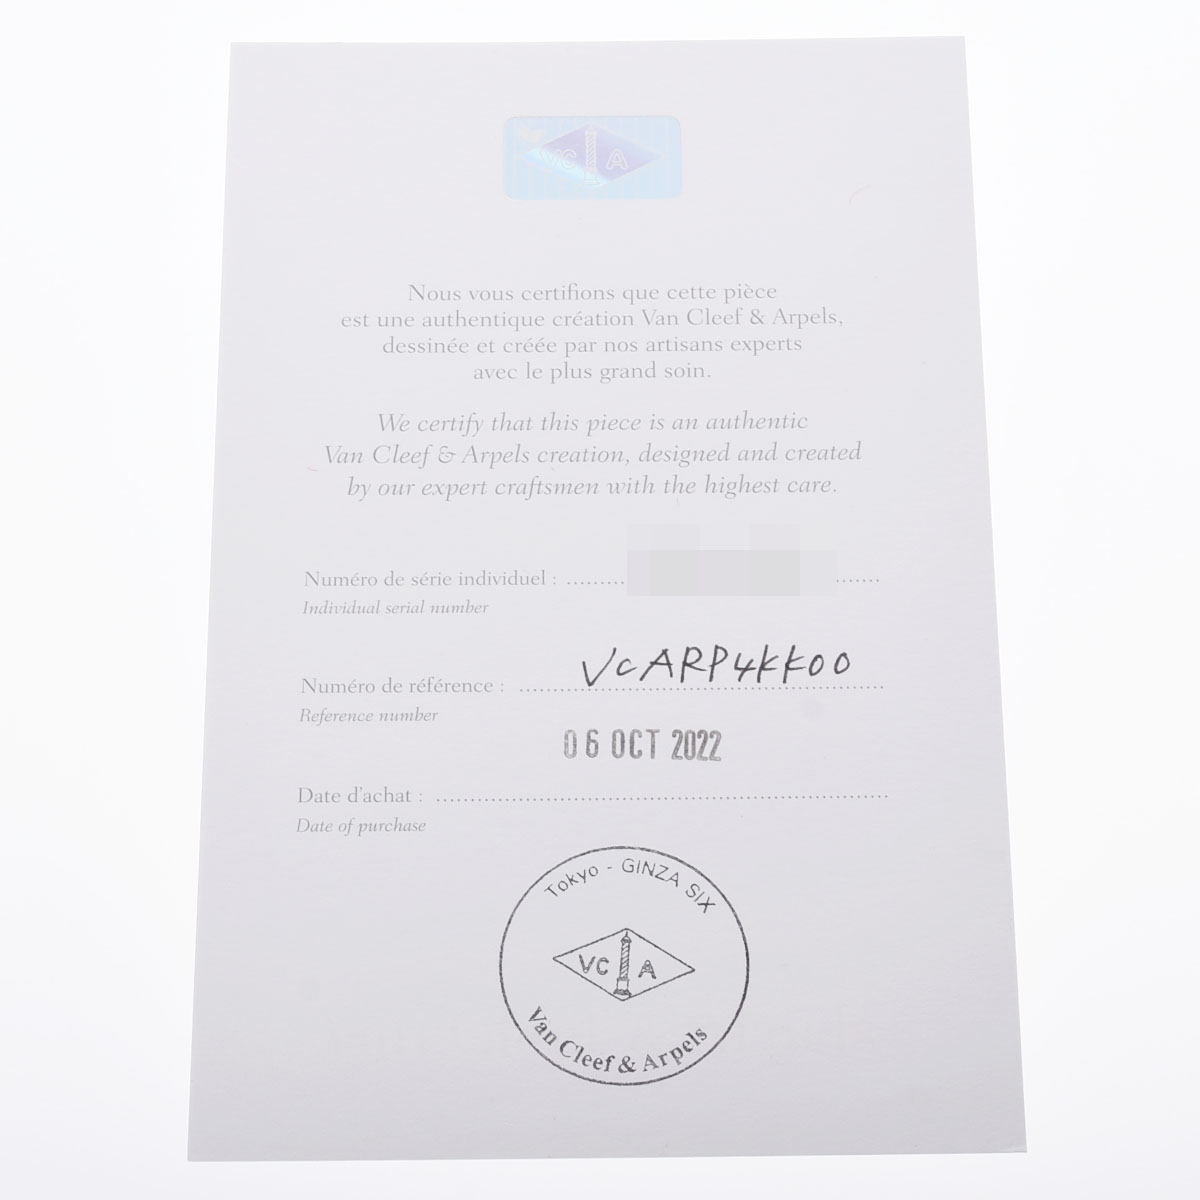 VC A
Nous vous certifions que cette pièce
est une authentique création Van Cleef & Arpels,
dessinée et créée par nos artisans experts
avec le plus grand soin.
We certify that this piece is an authentic
Van Cleef & Arpels creation, designed and created
by our expert craftsmen with the highest care.
Numéro de série individuel : ...............
Individual serial number
VCARP4KK00
Numéro de référence : ......................................................
Reference number
06 OCT 2022
Date d'achat : ..................................................................
Date of purchase
Tokyo - GINZA SIX
VC A
Van Cleef & Arpels